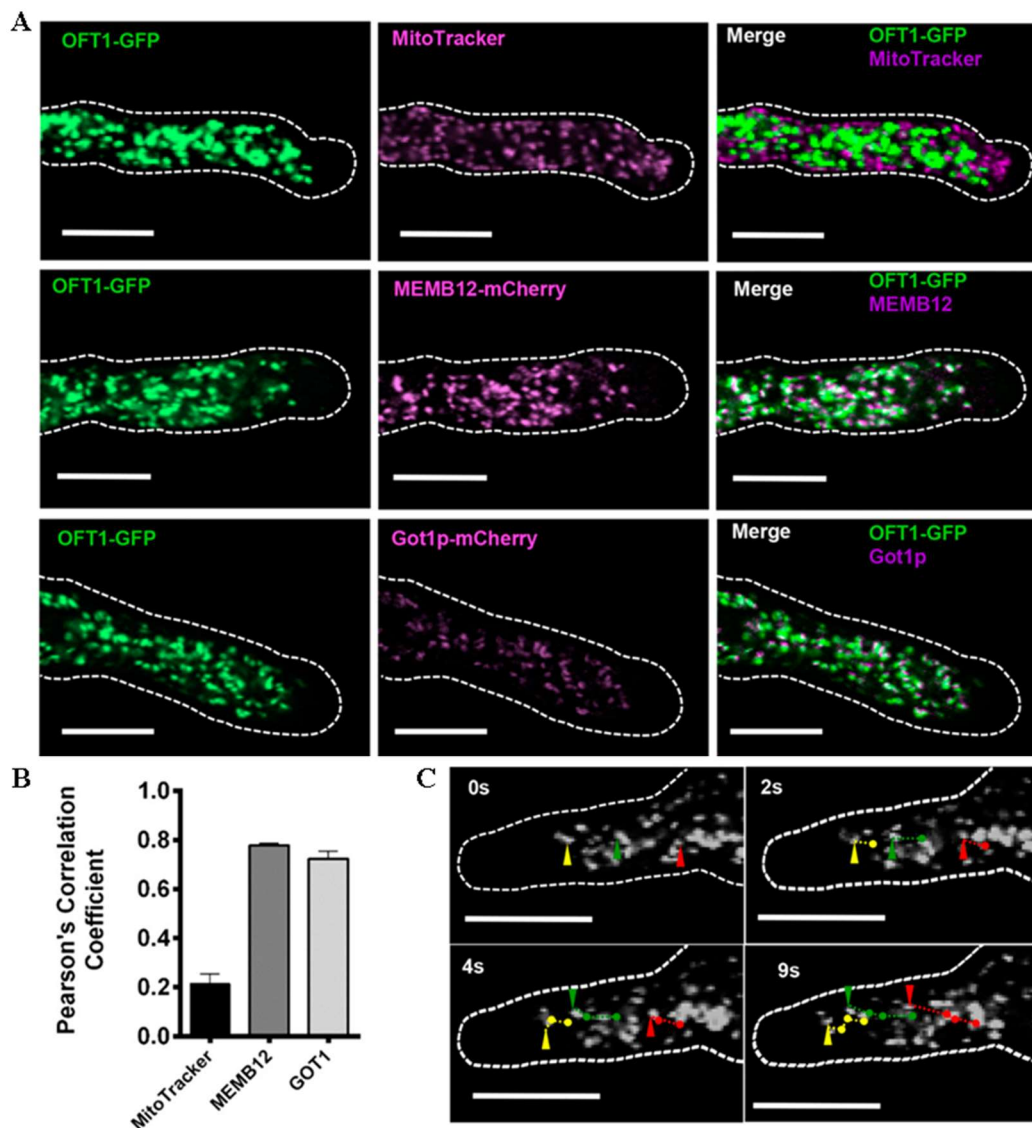 A
OFT1-GFP
MitoTracker
Merge
OFT1-GFP
MitoTracker
OFT1-GFP
MEMB12-mCherry
Merge
OFT1-GFP
MEMB12
OFT1-GFP
Got1p-mCherry
Merge
OFT1-GFP
Got1p
B
Pearson's Correlation
Coefficient
1.0
0.8
0.6
0.4
0.2
0.0
MitoTracker
MEMB12
GOT1
C
0s
2s
4s
9s